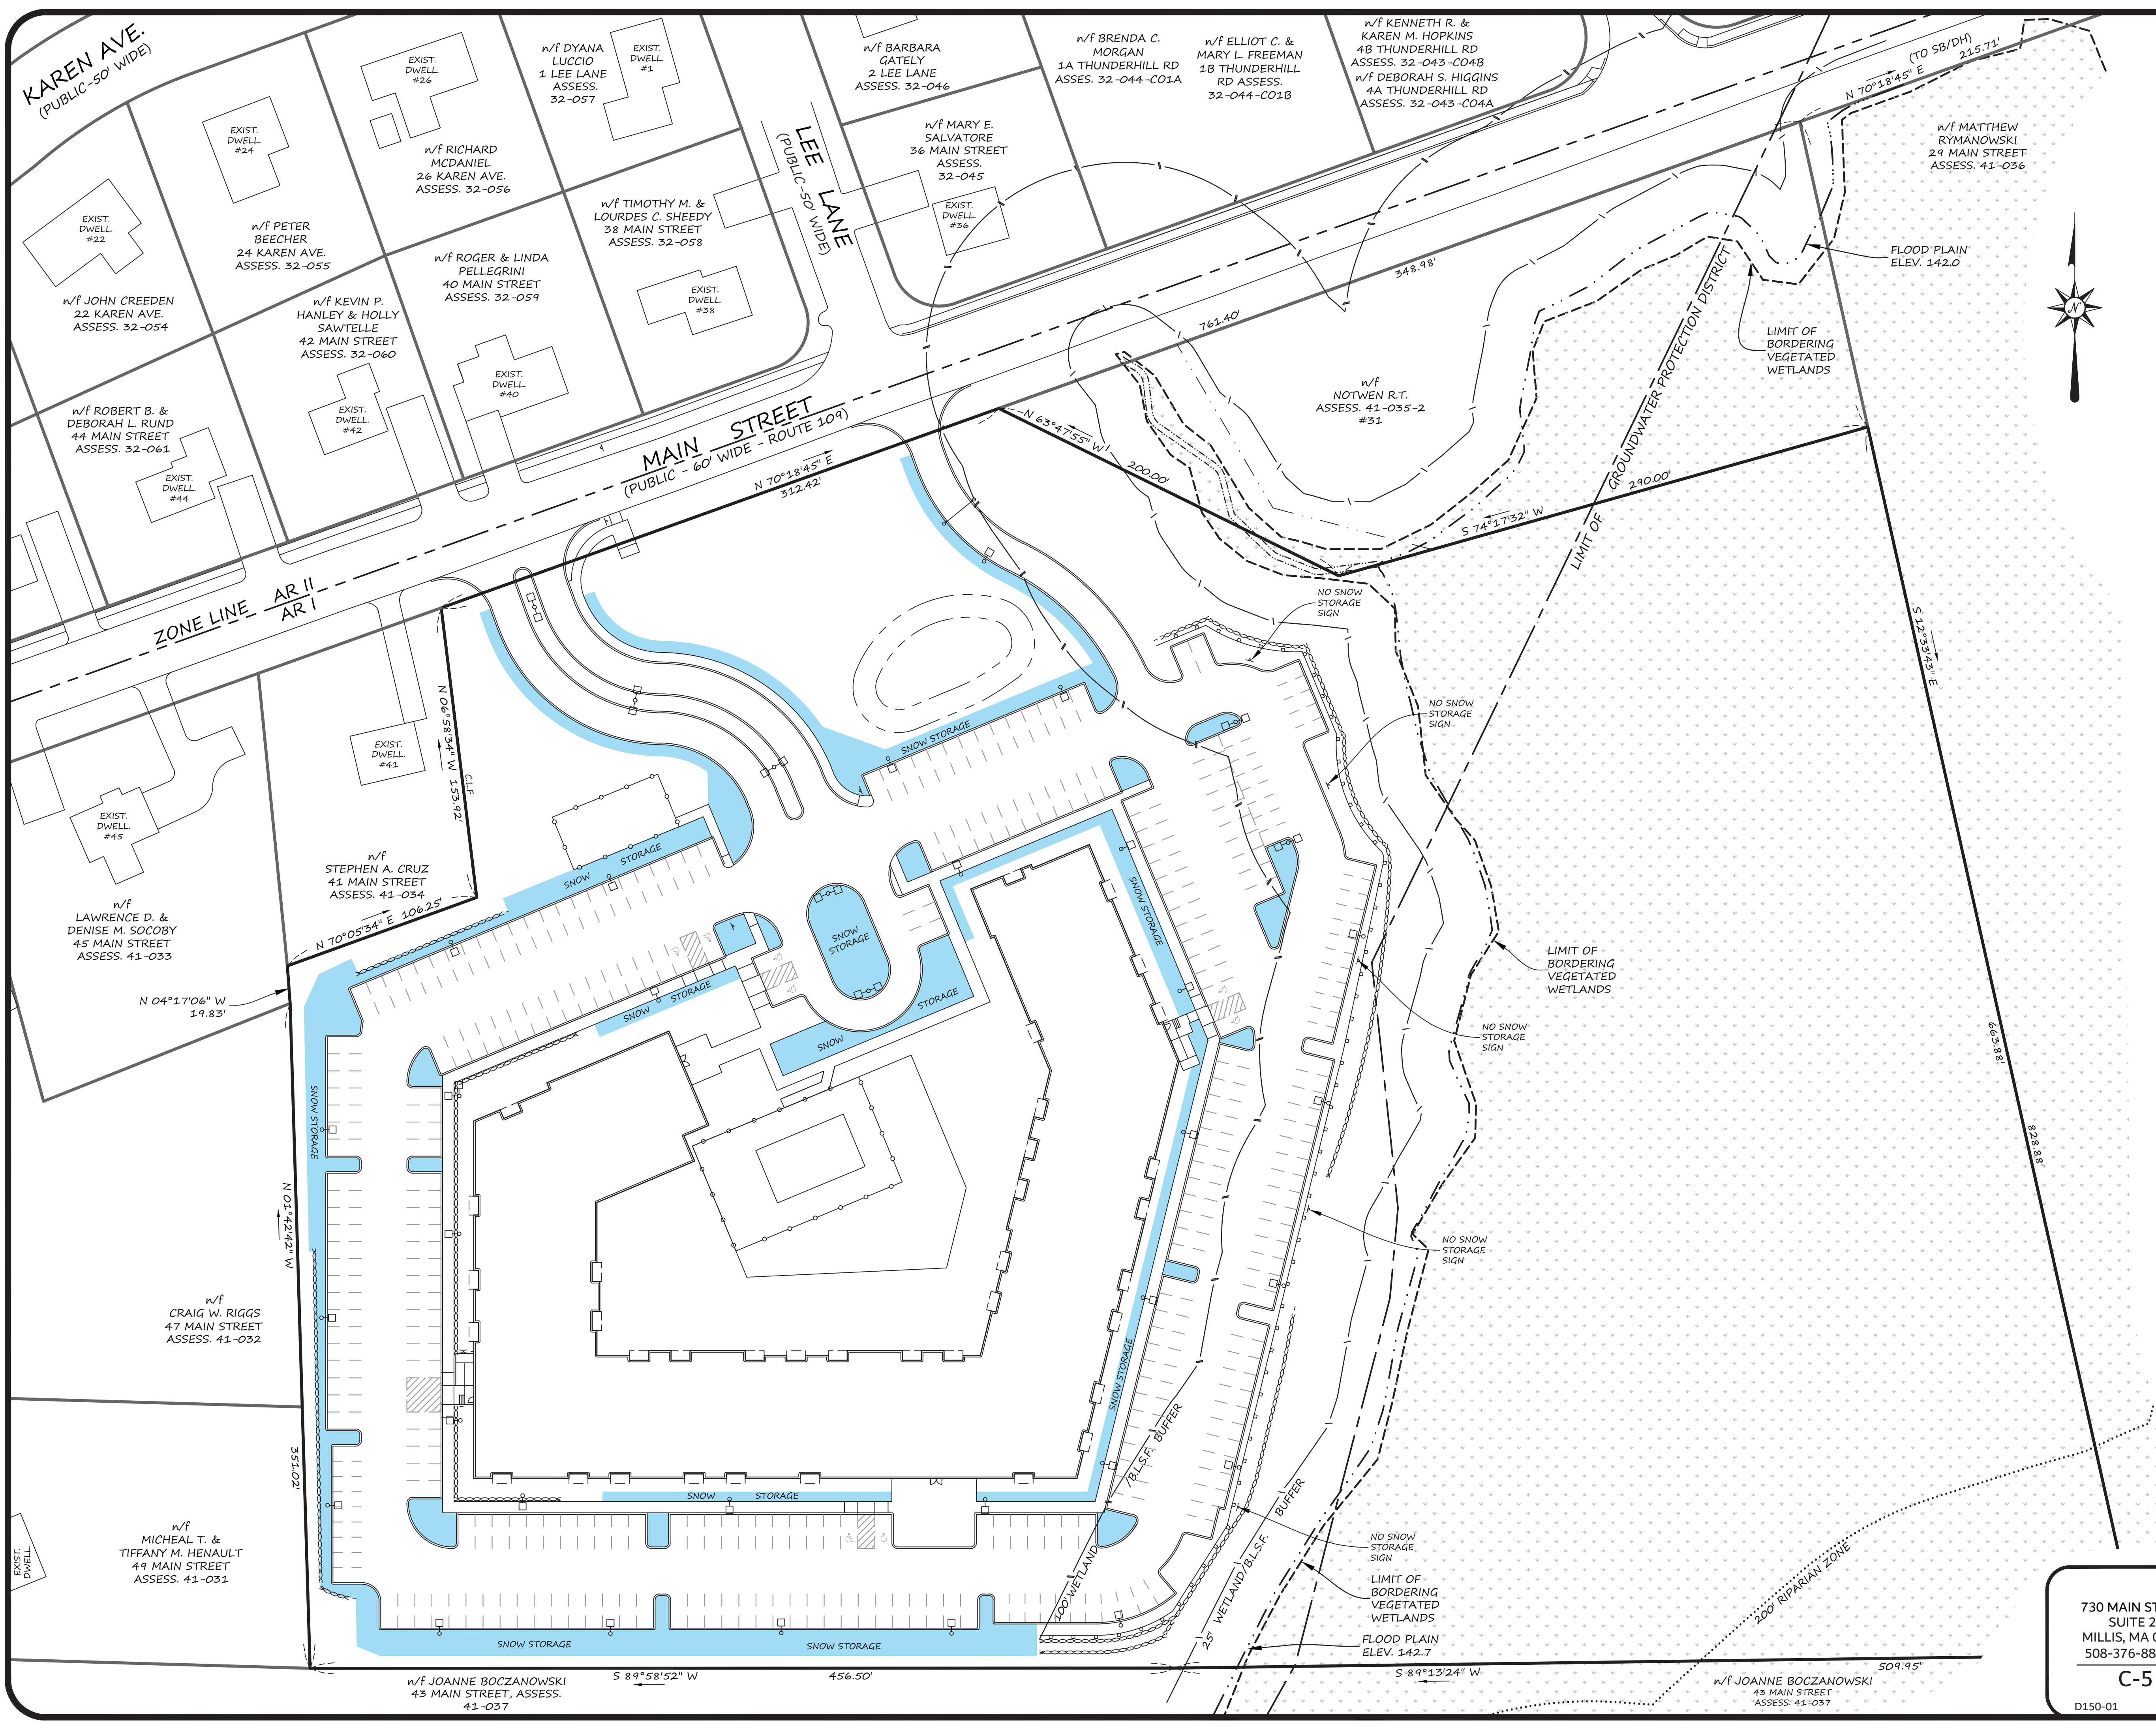 KAREN AVE.
(PUBLIC-50' WIDE)
EXIST.
DWELL.
#26
n/f DYANA
LUCCIO
1 LEE LANE
ASSESS.
32-057
EXIST.
DWELL.
#1
n/f BARBARA
GATELY
2 LEE LANE
ASSESS. 32-046
n/f BRENDA C.
MORGAN
1A THUNDERHILL RD
ASSES. 32-044-C01A
n/f ELLIOT C. &
MARY L. FREEMAN
1B THUNDERHILL
RD ASSESS.
32-044-C01B
n/f KENNETH R. &
KAREN M. HOPKINS
4B THUNDERHILL RD
ASSESS. 32-043-C04B
n/f DEBORAH S. HIGGINS
4A THUNDERHILL RD
ASSESS. 32-043-C04A
(TO SB/DH)
N 70°18'45" E 215.71'
n/f MATTHEW
RYMANOWSKI
29 MAIN STREET
ASSESS. 41-036
EXIST.
DWELL.
#24
n/f RICHARD
MCDANIEL
26 KAREN AVE.
ASSESS. 32-056
LEE LANE
(PUBLIC-50' WIDE)
n/f MARY E.
SALVATORE
36 MAIN STREET
ASSESS.
32-045
EXIST.
DWELL.
#36
EXIST.
DWELL.
#22
n/f PETER
BEECHER
24 KAREN AVE.
ASSESS. 32-055
n/f TIMOTHY M. &
LOURDES C. SHEEDY
38 MAIN STREET
ASSESS. 32-058
n/f JOHN CREEDEN
22 KAREN AVE.
ASSESS. 32-054
n/f ROGER & LINDA
PELLEGRINI
40 MAIN STREET
ASSESS. 32-059
EXIST.
DWELL.
#38
n/f KEVIN P.
HANLEY & HOLLY
SAWTELLE
42 MAIN STREET
ASSESS. 32-060
EXIST.
DWELL.
#40
EXIST.
DWELL.
#42
n/f ROBERT B. &
DEBORAH L. RUND
44 MAIN STREET
ASSESS. 32-061
EXIST.
DWELL.
#44
348.98'
761.40'
FLOOD PLAIN
ELEV. 142.0
LIMIT OF
BORDERING
VEGETATED
WETLANDS
N
n/f
NOTWEN R.T.
ASSESS. 41-035-2
#31
LIMIT OF GROUNDWATER PROTECTION DISTRICT
MAIN STREET
(PUBLIC - 60' WIDE - ROUTE 109)
N 70°18'45" E
312.42'
N 63°47'55" W
200.00'
S 74°17'32" W
290.00'
ZONE LINE AR II
AR I
NO SNOW
STORAGE
SIGN
S 12°33'43" E
663.88'
828.88'
N 06°58'34" W 153.92'
CLF
EXIST.
DWELL.
#41
EXIST.
DWELL.
#45
SNOW STORAGE
NO SNOW
STORAGE
SIGN
n/f
STEPHEN A. CRUZ
41 MAIN STREET
ASSESS. 41-034
N 70°05'34" E 106.25'
SNOW STORAGE
n/f
LAWRENCE D. &
DENISE M. SOCOBY
45 MAIN STREET
ASSESS. 41-033
SNOW
STORAGE
SNOW STORAGE
LIMIT OF
BORDERING
VEGETATED
WETLANDS
N 04°17'06" W
19.83'
SNOW STORAGE
SNOW STORAGE
NO SNOW
STORAGE
SIGN
SNOW STORAGE
N 01°42'42" W
351.02'
NO SNOW
STORAGE
SIGN
n/f
CRAIG W. RIGGS
47 MAIN STREET
ASSESS. 41-032
SNOW STORAGE
SNOW STORAGE
100' WETLAND /B.L.S.F. BUFFER
25' WETLAND/B.L.S.F. BUFFER
NO SNOW
STORAGE
SIGN
LIMIT OF
BORDERING
VEGETATED
WETLANDS
FLOOD PLAIN
ELEV. 142.7
200' RIPARIAN ZONE
EXIST.
DWELL.
n/f
MICHEAL T. &
TIFFANY M. HENAULT
49 MAIN STREET
ASSESS. 41-031
SNOW STORAGE
SNOW STORAGE
n/f JOANNE BOCZANOWSKI
43 MAIN STREET, ASSESS.
41-037
S 89°58'52" W 456.50'
S 89°13'24" W
509.95'
n/f JOANNE BOCZANOWSKI
43 MAIN STREET
ASSESS. 41-037
730 MAIN ST
SUITE 2
MILLIS, MA 0
508-376-88
C-5
D150-01